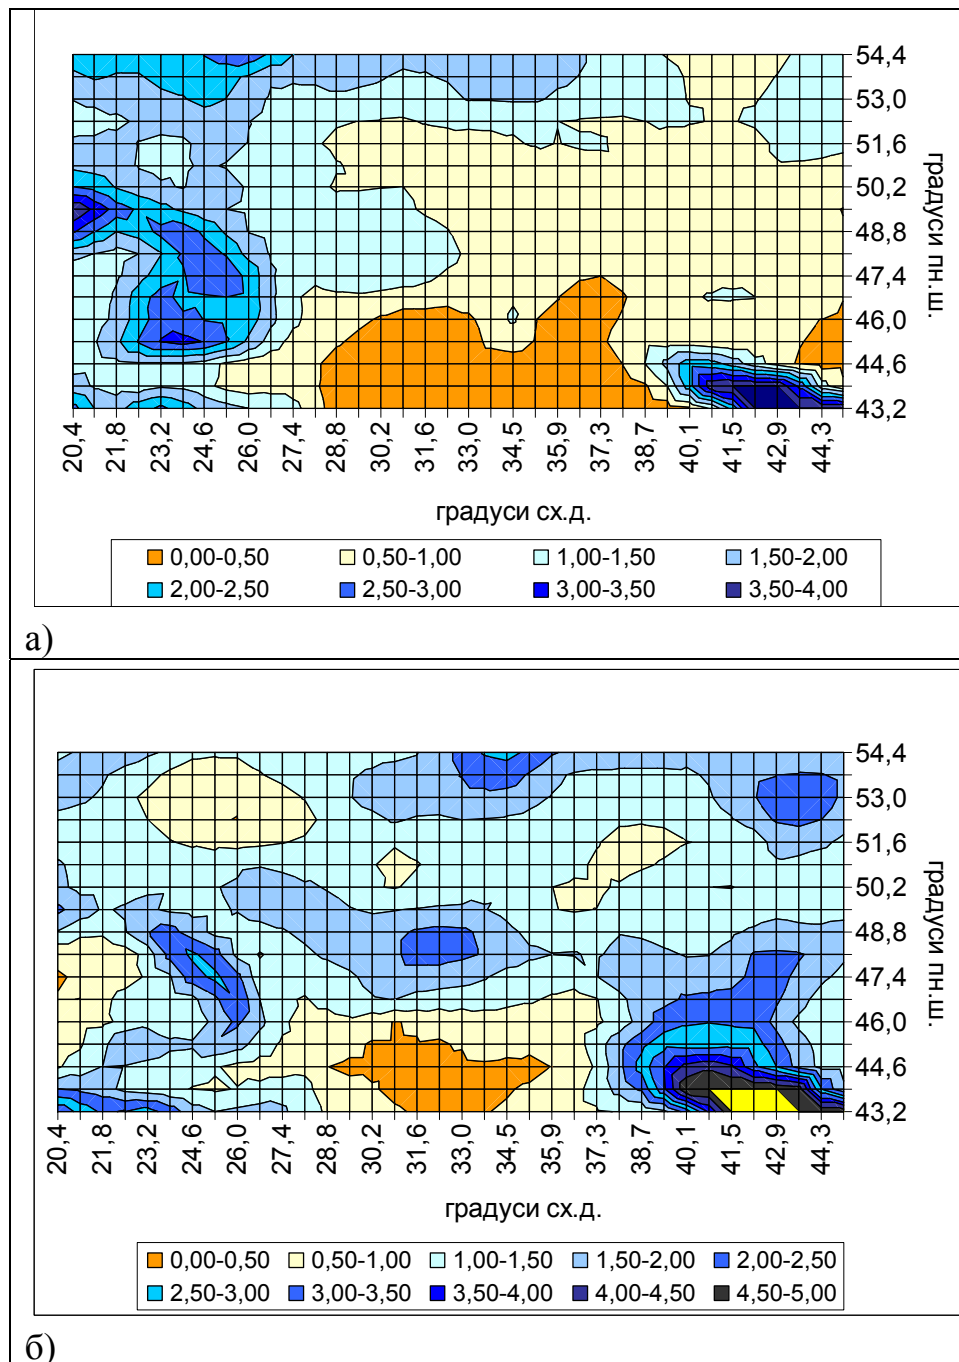 54,4
53,0
51,6
50,2
48,8
47,4
46,0
44,6
43,2
градуси пн.ш.
20,4 21,8 23,2 24,6 26,0 27,4 28,8 30,2 31,6 33,0 34,5 35,9 37,3 38,7 40,1 41,5 42,9 44,3
градуси сх.д.
0,00-0,50 0,50-1,00 1,00-1,50 1,50-2,00
2,00-2,50 2,50-3,00 3,00-3,50 3,50-4,00
а)
54,4
53,0
51,6
50,2
48,8
47,4
46,0
44,6
43,2
градуси пн.ш.
20,4 21,8 23,2 24,6 26,0 27,4 28,8 30,2 31,6 33,0 34,5 35,9 37,3 38,7 40,1 41,5 42,9 44,3
градуси сх.д.
0,00-0,50 0,50-1,00 1,00-1,50 1,50-2,00 2,00-2,50
2,50-3,00 3,00-3,50 3,50-4,00 4,00-4,50 4,50-5,00
б)